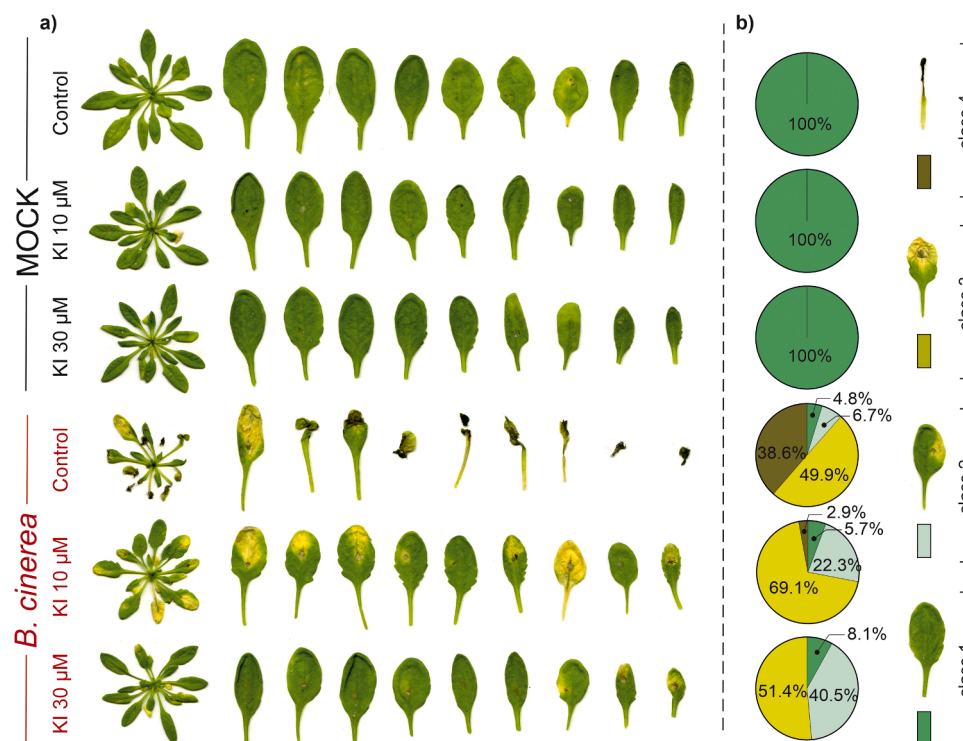 a)
b)
MOCK
Control
KI 10 µM
KI 30 µM
B. cinerea
Control
KI 10 µM
KI 30 µM
100%
100%
100%
4.8%
6.7%
38.6%
49.9%
2.9%
5.7%
22.3%
69.1%
8.1%
51.4%
40.5%